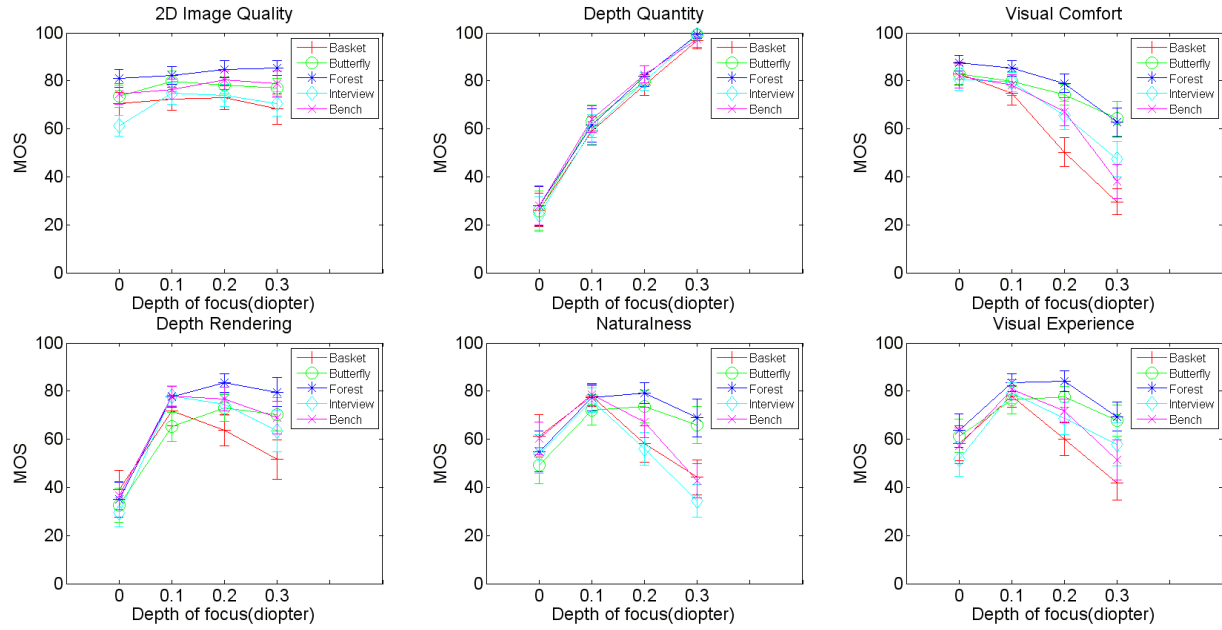 2D Image Quality
100
80
60
40
20
0
MOS
0 0.1 0.2 0.3
Depth of focus(diopter)
Basket
Butterfly
Forest
Interview
Bench
Depth Quantity
100
80
60
40
20
0
MOS
0 0.1 0.2 0.3
Depth of focus(diopter)
Basket
Butterfly
Forest
Interview
Bench
Visual Comfort
100
80
60
40
20
0
MOS
0 0.1 0.2 0.3
Depth of focus(diopter)
Basket
Butterfly
Forest
Interview
Bench
Depth Rendering
100
80
60
40
20
0
MOS
0 0.1 0.2 0.3
Depth of focus(diopter)
Basket
Butterfly
Forest
Interview
Bench
Naturalness
100
80
60
40
20
0
MOS
0 0.1 0.2 0.3
Depth of focus(diopter)
Basket
Butterfly
Forest
Interview
Bench
Visual Experience
100
80
60
40
20
0
MOS
0 0.1 0.2 0.3
Depth of focus(diopter)
Basket
Butterfly
Forest
Interview
Bench